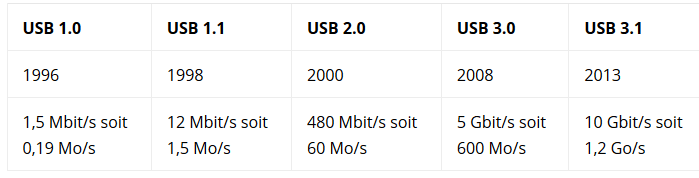 USB 1.0 USB 1.1 USB 2.0 USB 3.0 USB 3.1
1996 1998 2000 2008 2013
1,5 Mbit/s soit 12 Mbit/s soit 480 Mbit/s soit 5 Gbit/s soit 10 Gbit/s soit
0,19 Mo/s 1,5 Mo/s 60 Mo/s 600 Mo/s 1,2 Go/s